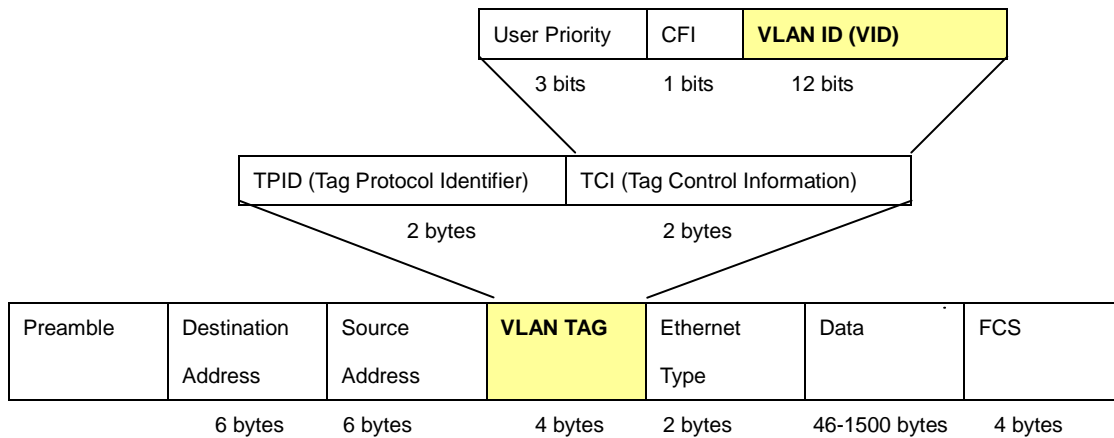 User Priority CFI VLAN ID (VID)
3 bits 1 bits 12 bits
TPID (Tag Protocol Identifier) TCI (Tag Control Information)
2 bytes 2 bytes
Preamble Destination Source VLAN TAG Ethernet Data FCS
Address Address Type
6 bytes 6 bytes 4 bytes 2 bytes 46-1500 bytes 4 bytes